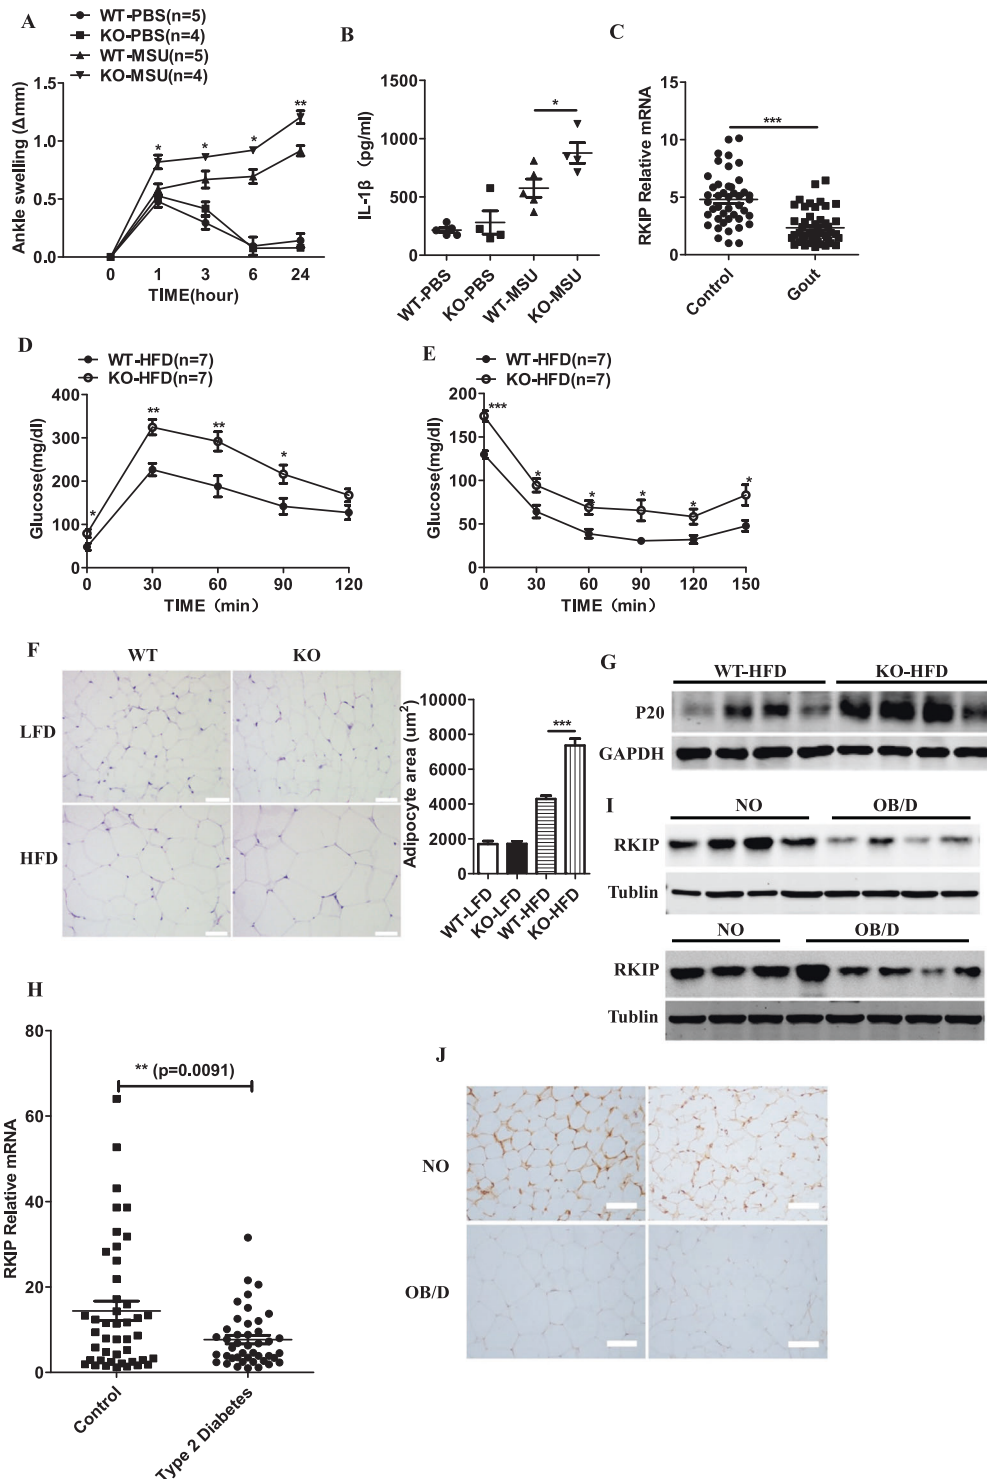 A
WT-PBS(n=5)
KO-PBS(n=4)
WT-MSU(n=5)
KO-MSU(n=4)
Ankle swelling (Δmm)
1.5
1.0
0.5
0.0
* * * **
0 1 3 6 24
TIME(hour)
B
IL-1β (pg/ml)
1500
1000
500
0
*
WT-PBS
KO-PBS
WT-MSU
KO-MSU
C
RKIP Relative mRNA
15
10
5
0
***
Control
Gout
D
WT-HFD(n=7)
KO-HFD(n=7)
Glucose(mg/dl)
400
300
200
100
0
* ** ** *
0 30 60 90 120
TIME (min)
E
WT-HFD(n=7)
KO-HFD(n=7)
Glucose(mg/dl)
200
150
100
50
0
*** * * * * *
0 30 60 90 120 150
TIME (min)
F
WT KO
LFD
HFD
Adipocyte area (um²)
10000
8000
6000
4000
2000
0
***
WT-LFD
KO-LFD
WT-HFD
KO-HFD
G
WT-HFD KO-HFD
P20
GAPDH
I
NO OB/D
RKIP
Tublin
NO OB/D
RKIP
Tublin
H
RKIP Relative mRNA
80
60
40
20
0
** (p=0.0091)
Control
Type 2 Diabetes
J
NO
OB/D